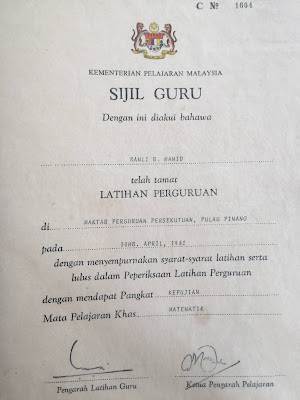 C Nº 1604
KEMENTERIAN PELAJARAN MALAYSIA
SIJIL GURU
Dengan ini diakui bahawa
RAMLI B. HAMID
telah tamat
LATIHAN PERGURUAN
di MAKTAB PERGURUAN PERSEKUTUAN, PULAU PINANG
pada APRIL,
dengan menyempurnakan syarat-syarat latihan serta
lulus dalam Peperiksaan Latihan Perguruan
dengan mendapat Pangkat KEPUJIAN
Mata Pelajaran Khas MATEMATIK
Pengarah Latihan Guru
Ketua Pengarah Pelajaran